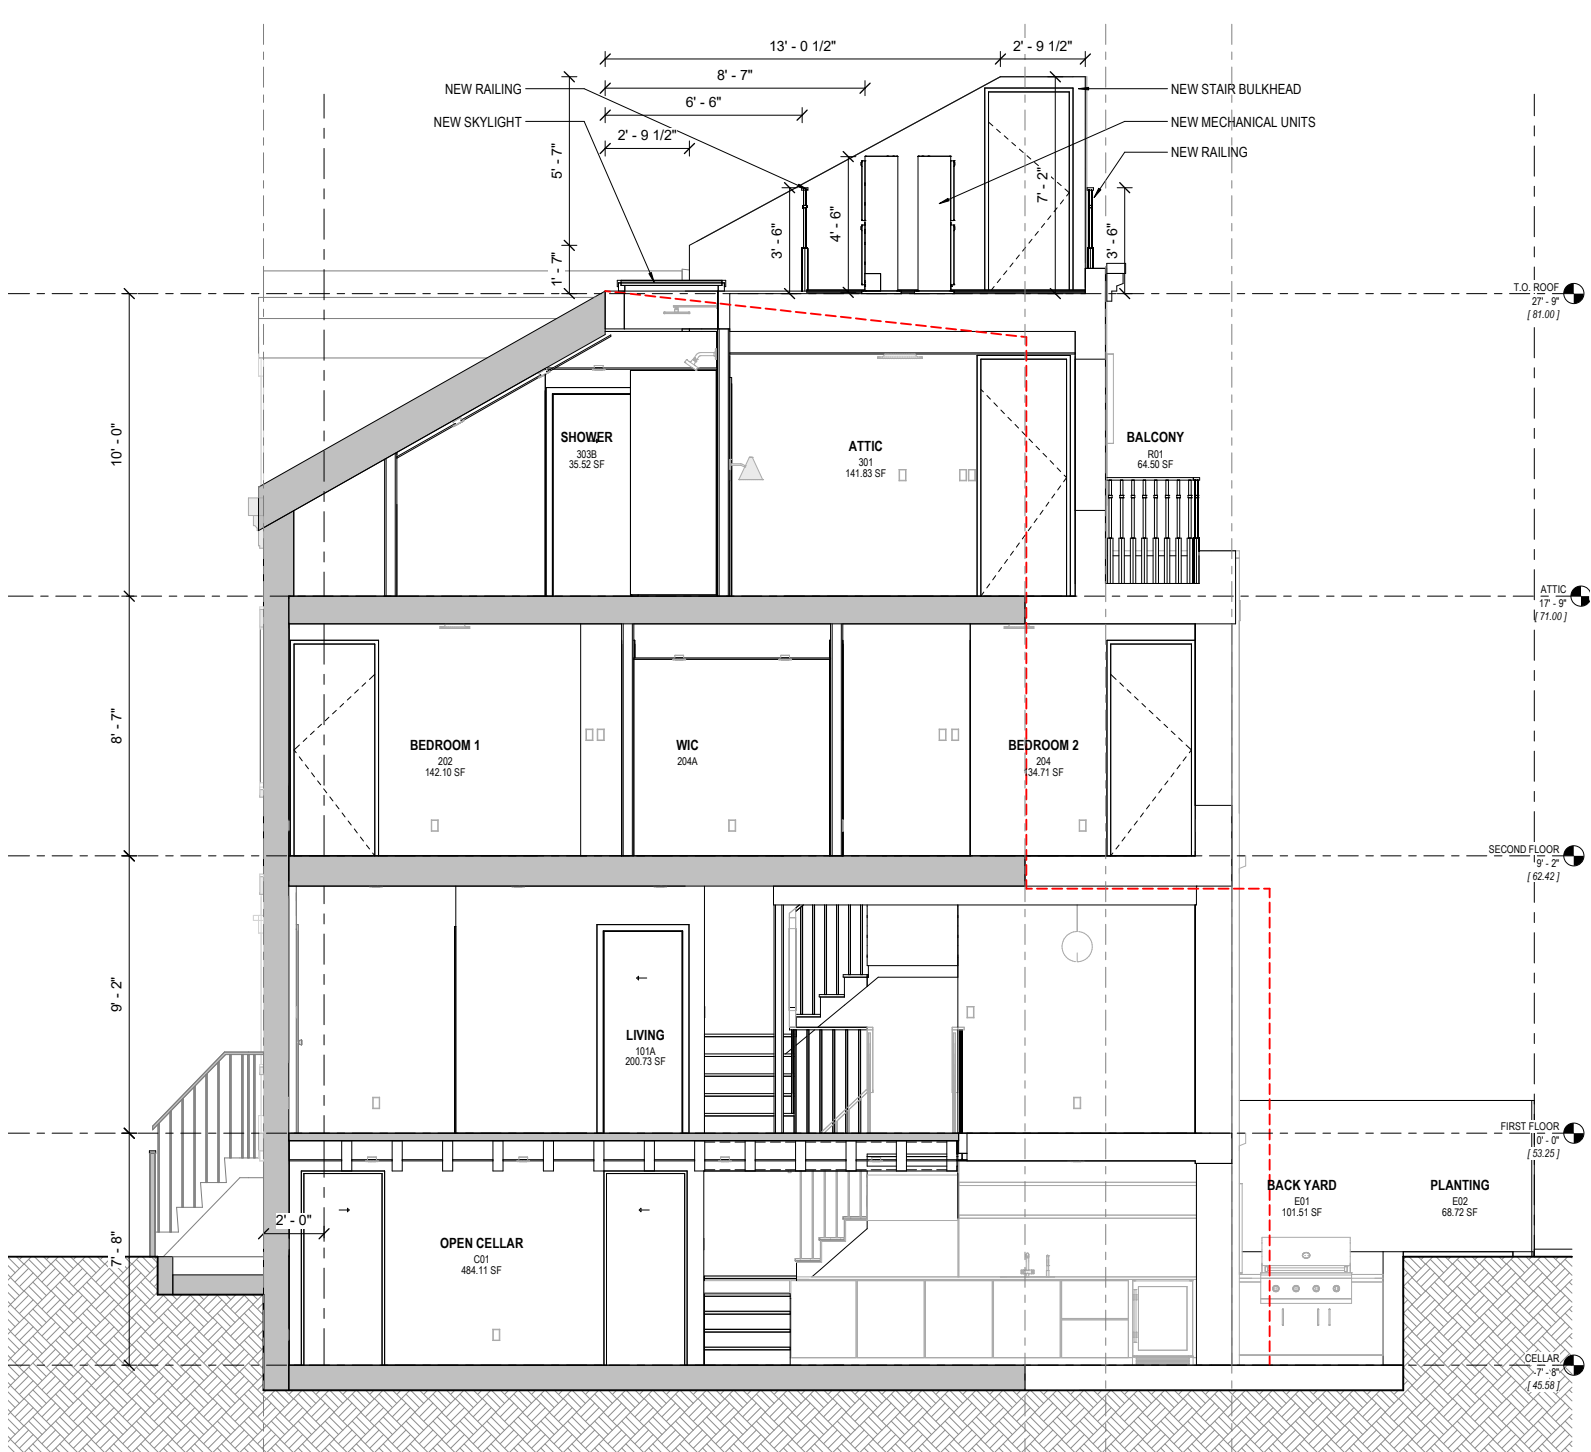 13' - 0 1/2"
2' - 9 1/2"
8' - 7"
6' - 6"
2' - 9 1/2"
NEW RAILING
NEW SKYLIGHT
NEW STAIR BULKHEAD
NEW MECHANICAL UNITS
NEW RAILING
5' - 7"
1' - 7"
3' - 6"
4' - 6"
7' - 2"
3' - 6"
T.O. ROOF
27' - 9"
[ 81.00 ]
10' - 0"
SHOWER
303B
35.52 SF
ATTIC
301
141.83 SF
BALCONY
R01
64.50 SF
ATTIC
17' - 9"
[ 71.00 ]
8' - 7"
BEDROOM 1
202
142.10 SF
WIC
204A
BEDROOM 2
204
134.71 SF
SECOND FLOOR
9' - 2"
[ 62.42 ]
9' - 2"
LIVING
101A
200.73 SF
FIRST FLOOR
0' - 0"
[ 53.25 ]
BACK YARD
E01
101.51 SF
PLANTING
E02
68.72 SF
2' - 0"
7' - 8"
OPEN CELLAR
C01
484.11 SF
CELLAR
-7' - 8"
[ 45.58 ]